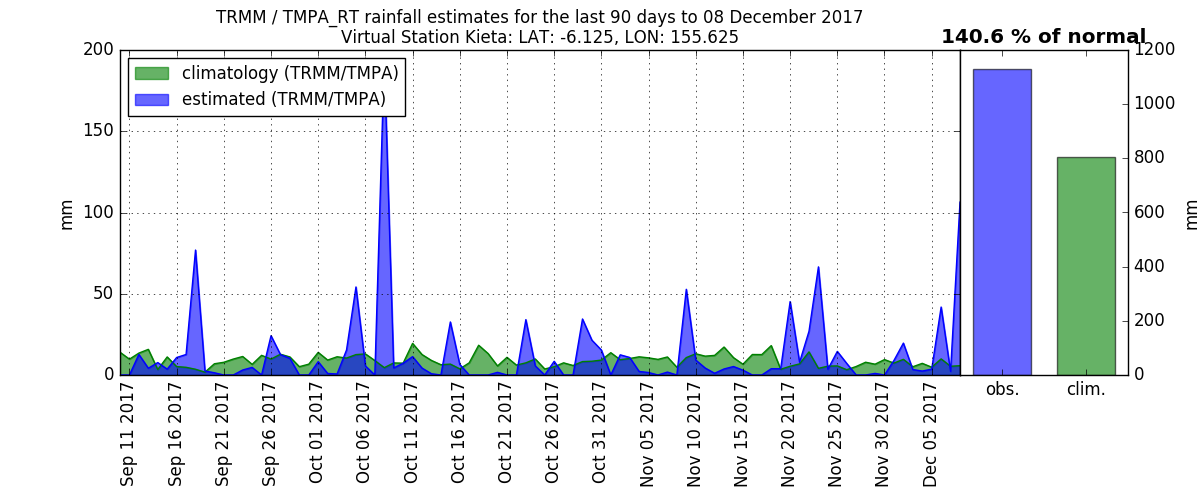 TRMM / TMPA_RT rainfall estimates for the last 90 days to 08 December 2017
Virtual Station Kieta: LAT: -6.125, LON: 155.625
140.6 % of normal
climatology (TRMM/TMPA)
estimated (TRMM/TMPA)
200
150
100
50
0
mm
Sep 11 2017
Sep 16 2017
Sep 21 2017
Sep 26 2017
Oct 01 2017
Oct 06 2017
Oct 11 2017
Oct 16 2017
Oct 21 2017
Oct 26 2017
Oct 31 2017
Nov 05 2017
Nov 10 2017
Nov 15 2017
Nov 20 2017
Nov 25 2017
Nov 30 2017
Dec 05 2017
obs.
clim.
1200
1000
800
600
400
200
0
mm